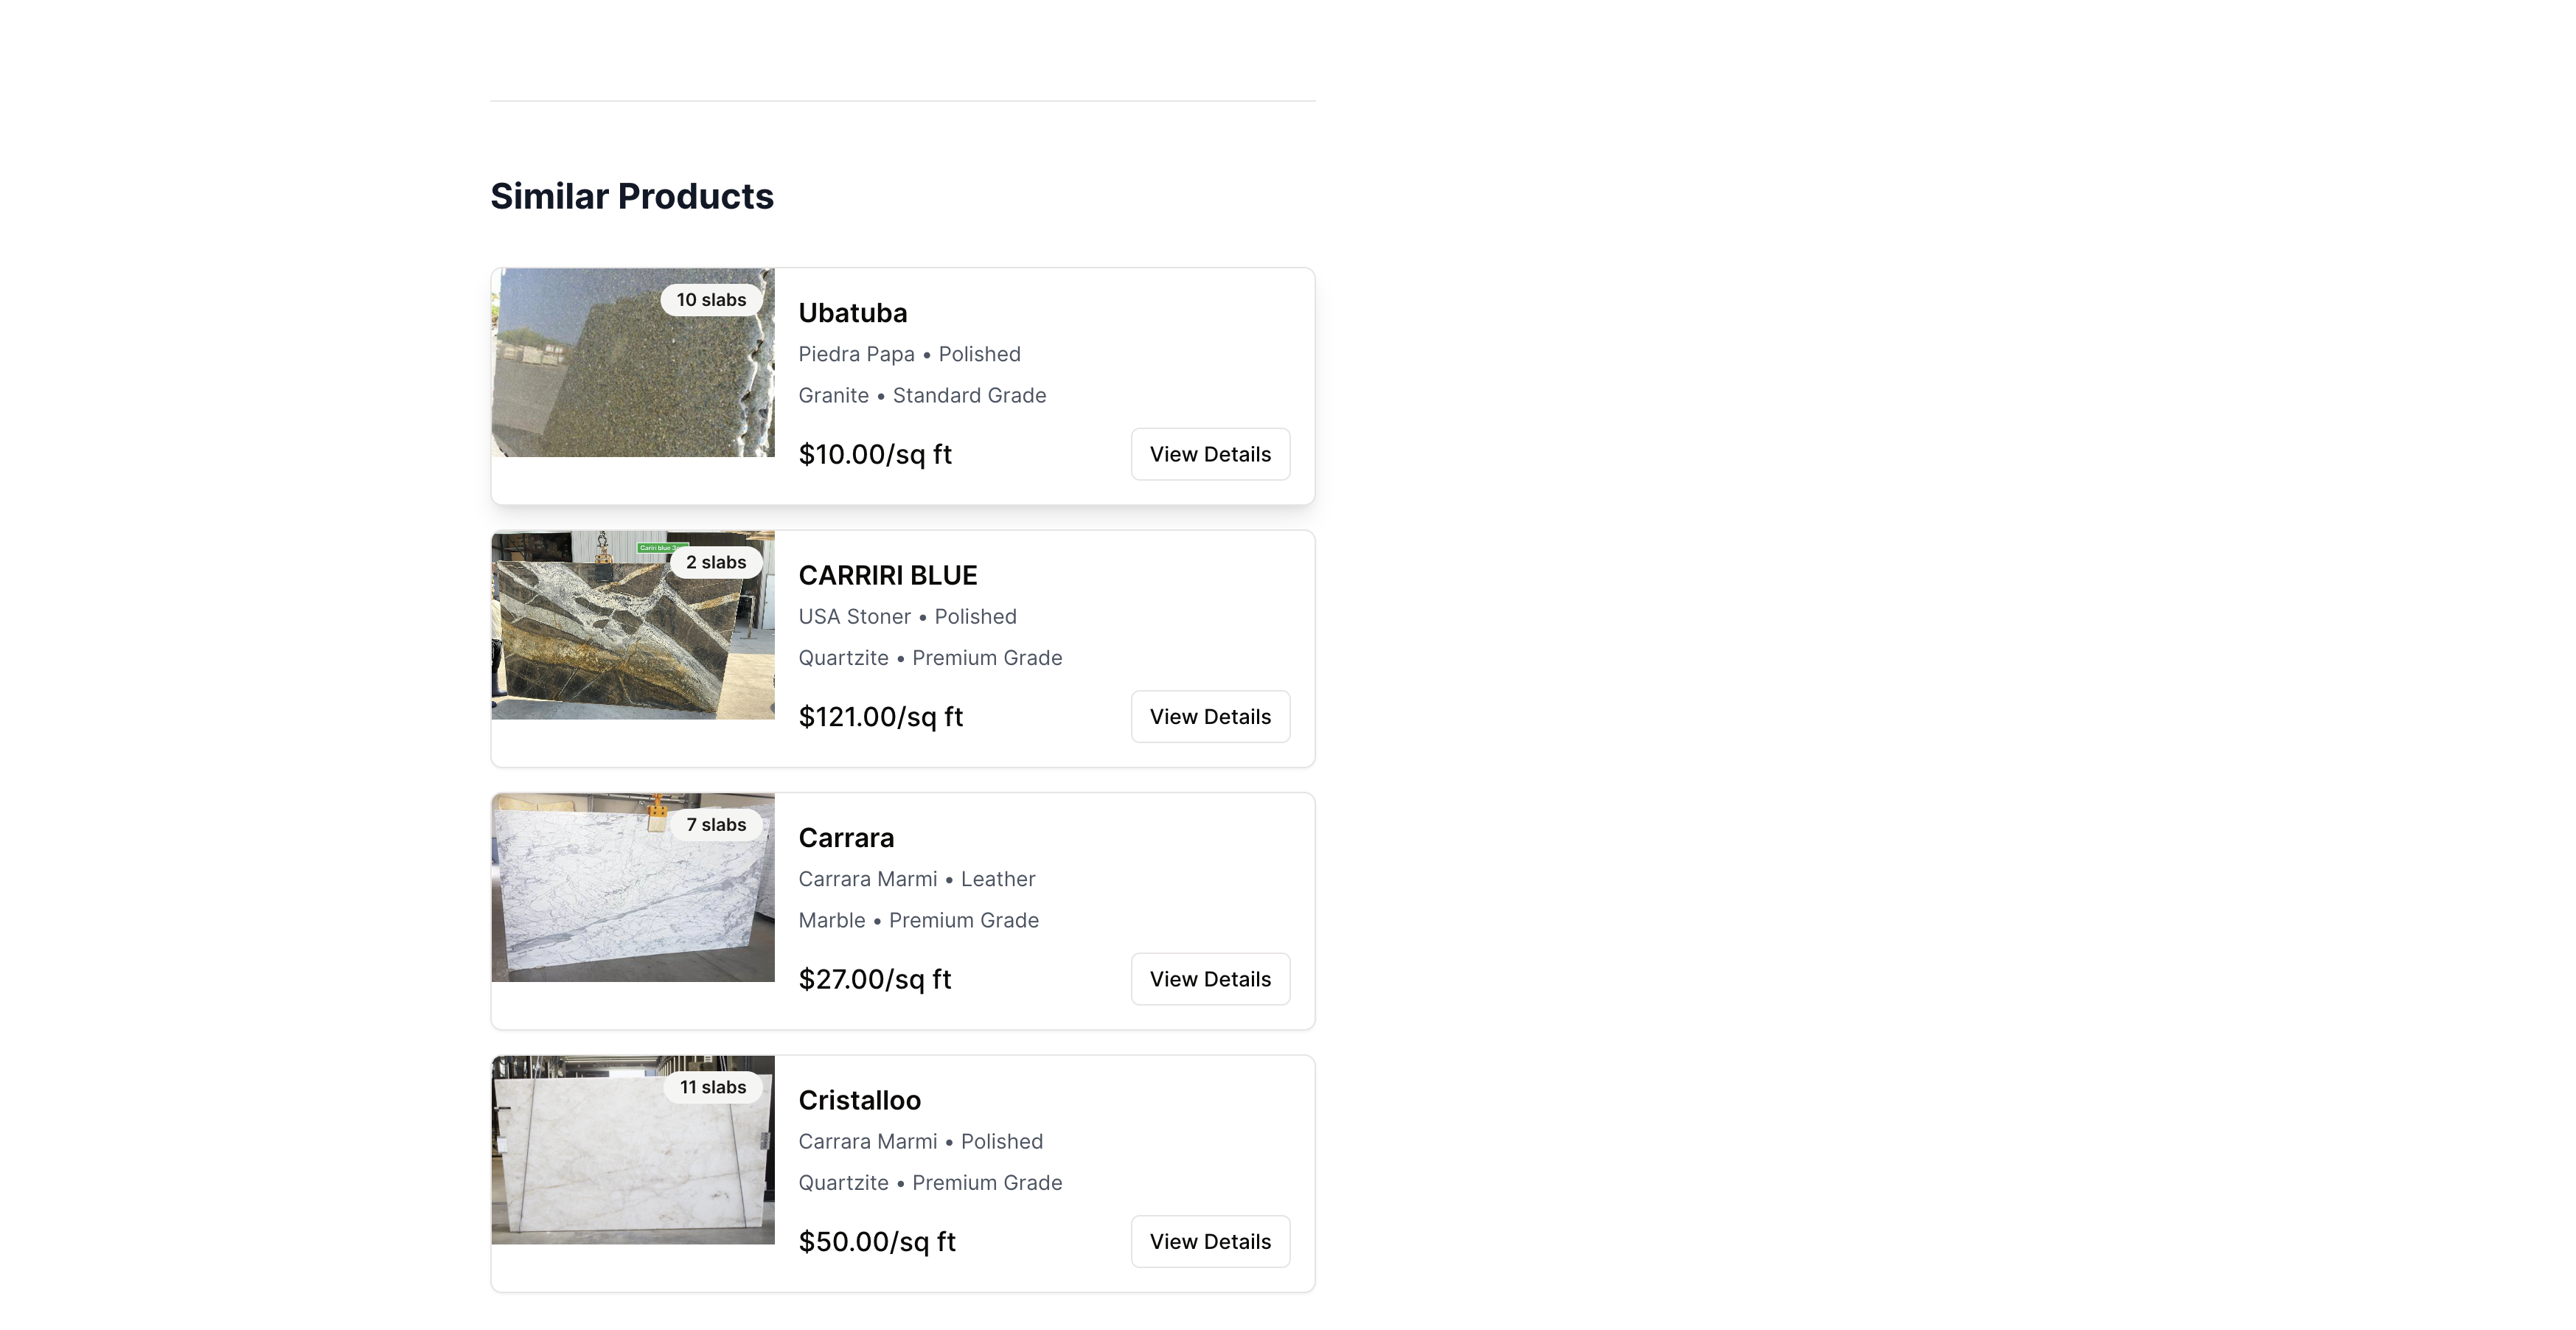 Similar Products
10 slabs
Ubatuba
Piedra Papa • Polished
Granite • Standard Grade
$10.00/sq ft
View Details
2 slabs
Cariri blue
CARRIRI BLUE
USA Stoner • Polished
Quartzite • Premium Grade
$121.00/sq ft
View Details
7 slabs
Carrara
Carrara Marmi • Leather
Marble • Premium Grade
$27.00/sq ft
View Details
11 slabs
Cristalloo
Carrara Marmi • Polished
Quartzite • Premium Grade
$50.00/sq ft
View Details